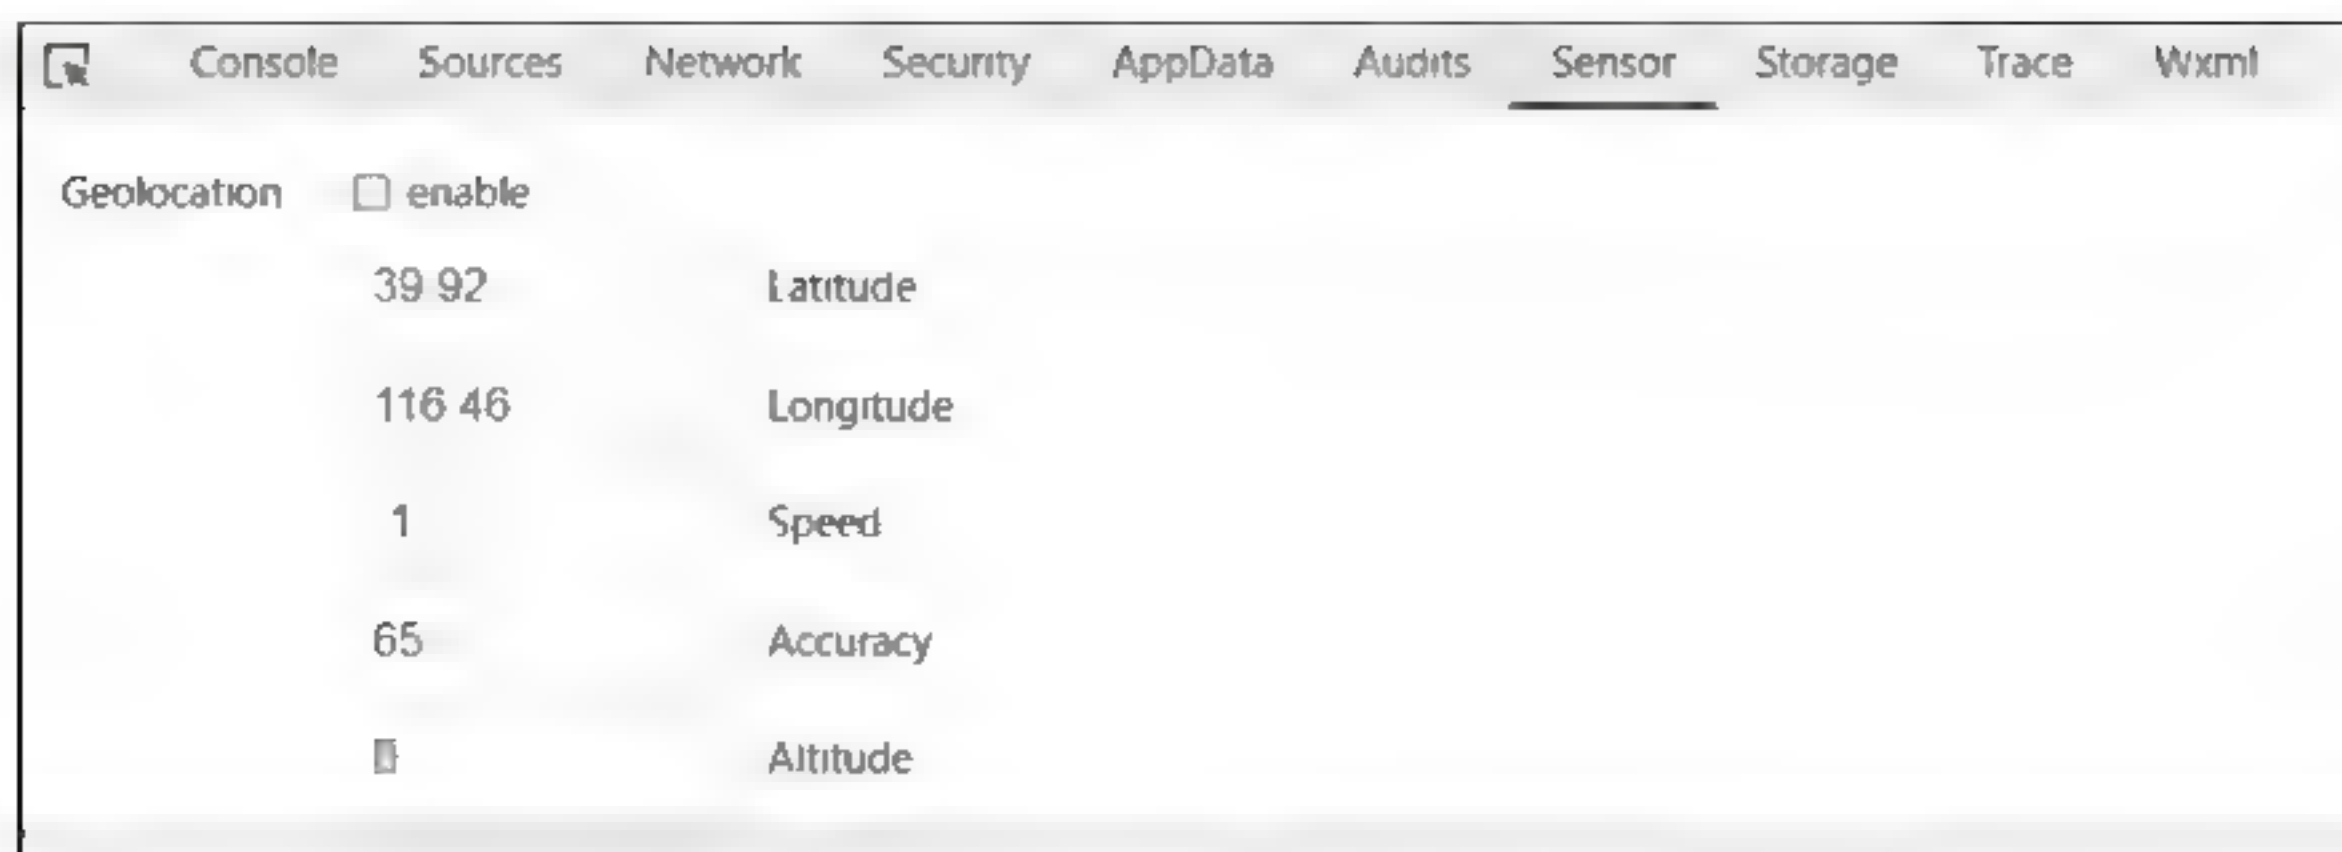 Console Sources Network Security AppData Audits Sensor Storage Trace Wxml
Geolocation enable
39.92 Latitude
116.46 Longitude
1 Speed
65 Accuracy
Altitude